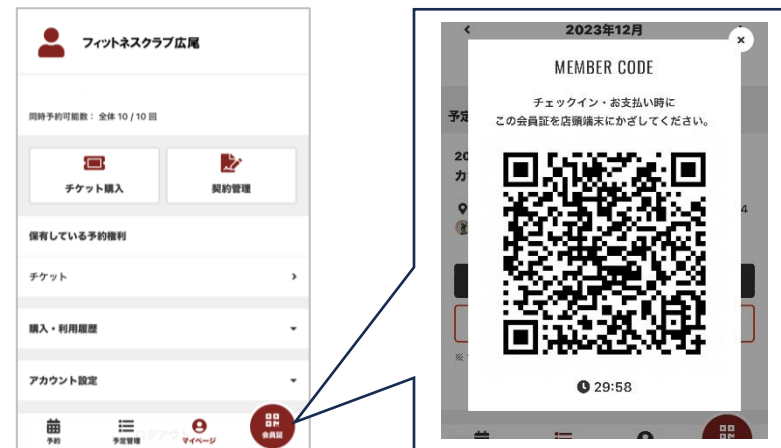 フィットネスクラブ広尾
同時予約可能数： 全体 10 / 10 回
チケット購入
契約管理
保有している予約権利
チケット
購入・利用履歴
アカウント設定
予約
予定管理
マイページ
会員証
2023年12月
MEMBER CODE
チェックイン・お支払い時に
この会員証を店頭端末にかざしてください。
予定
20
カ
4
※
29:58